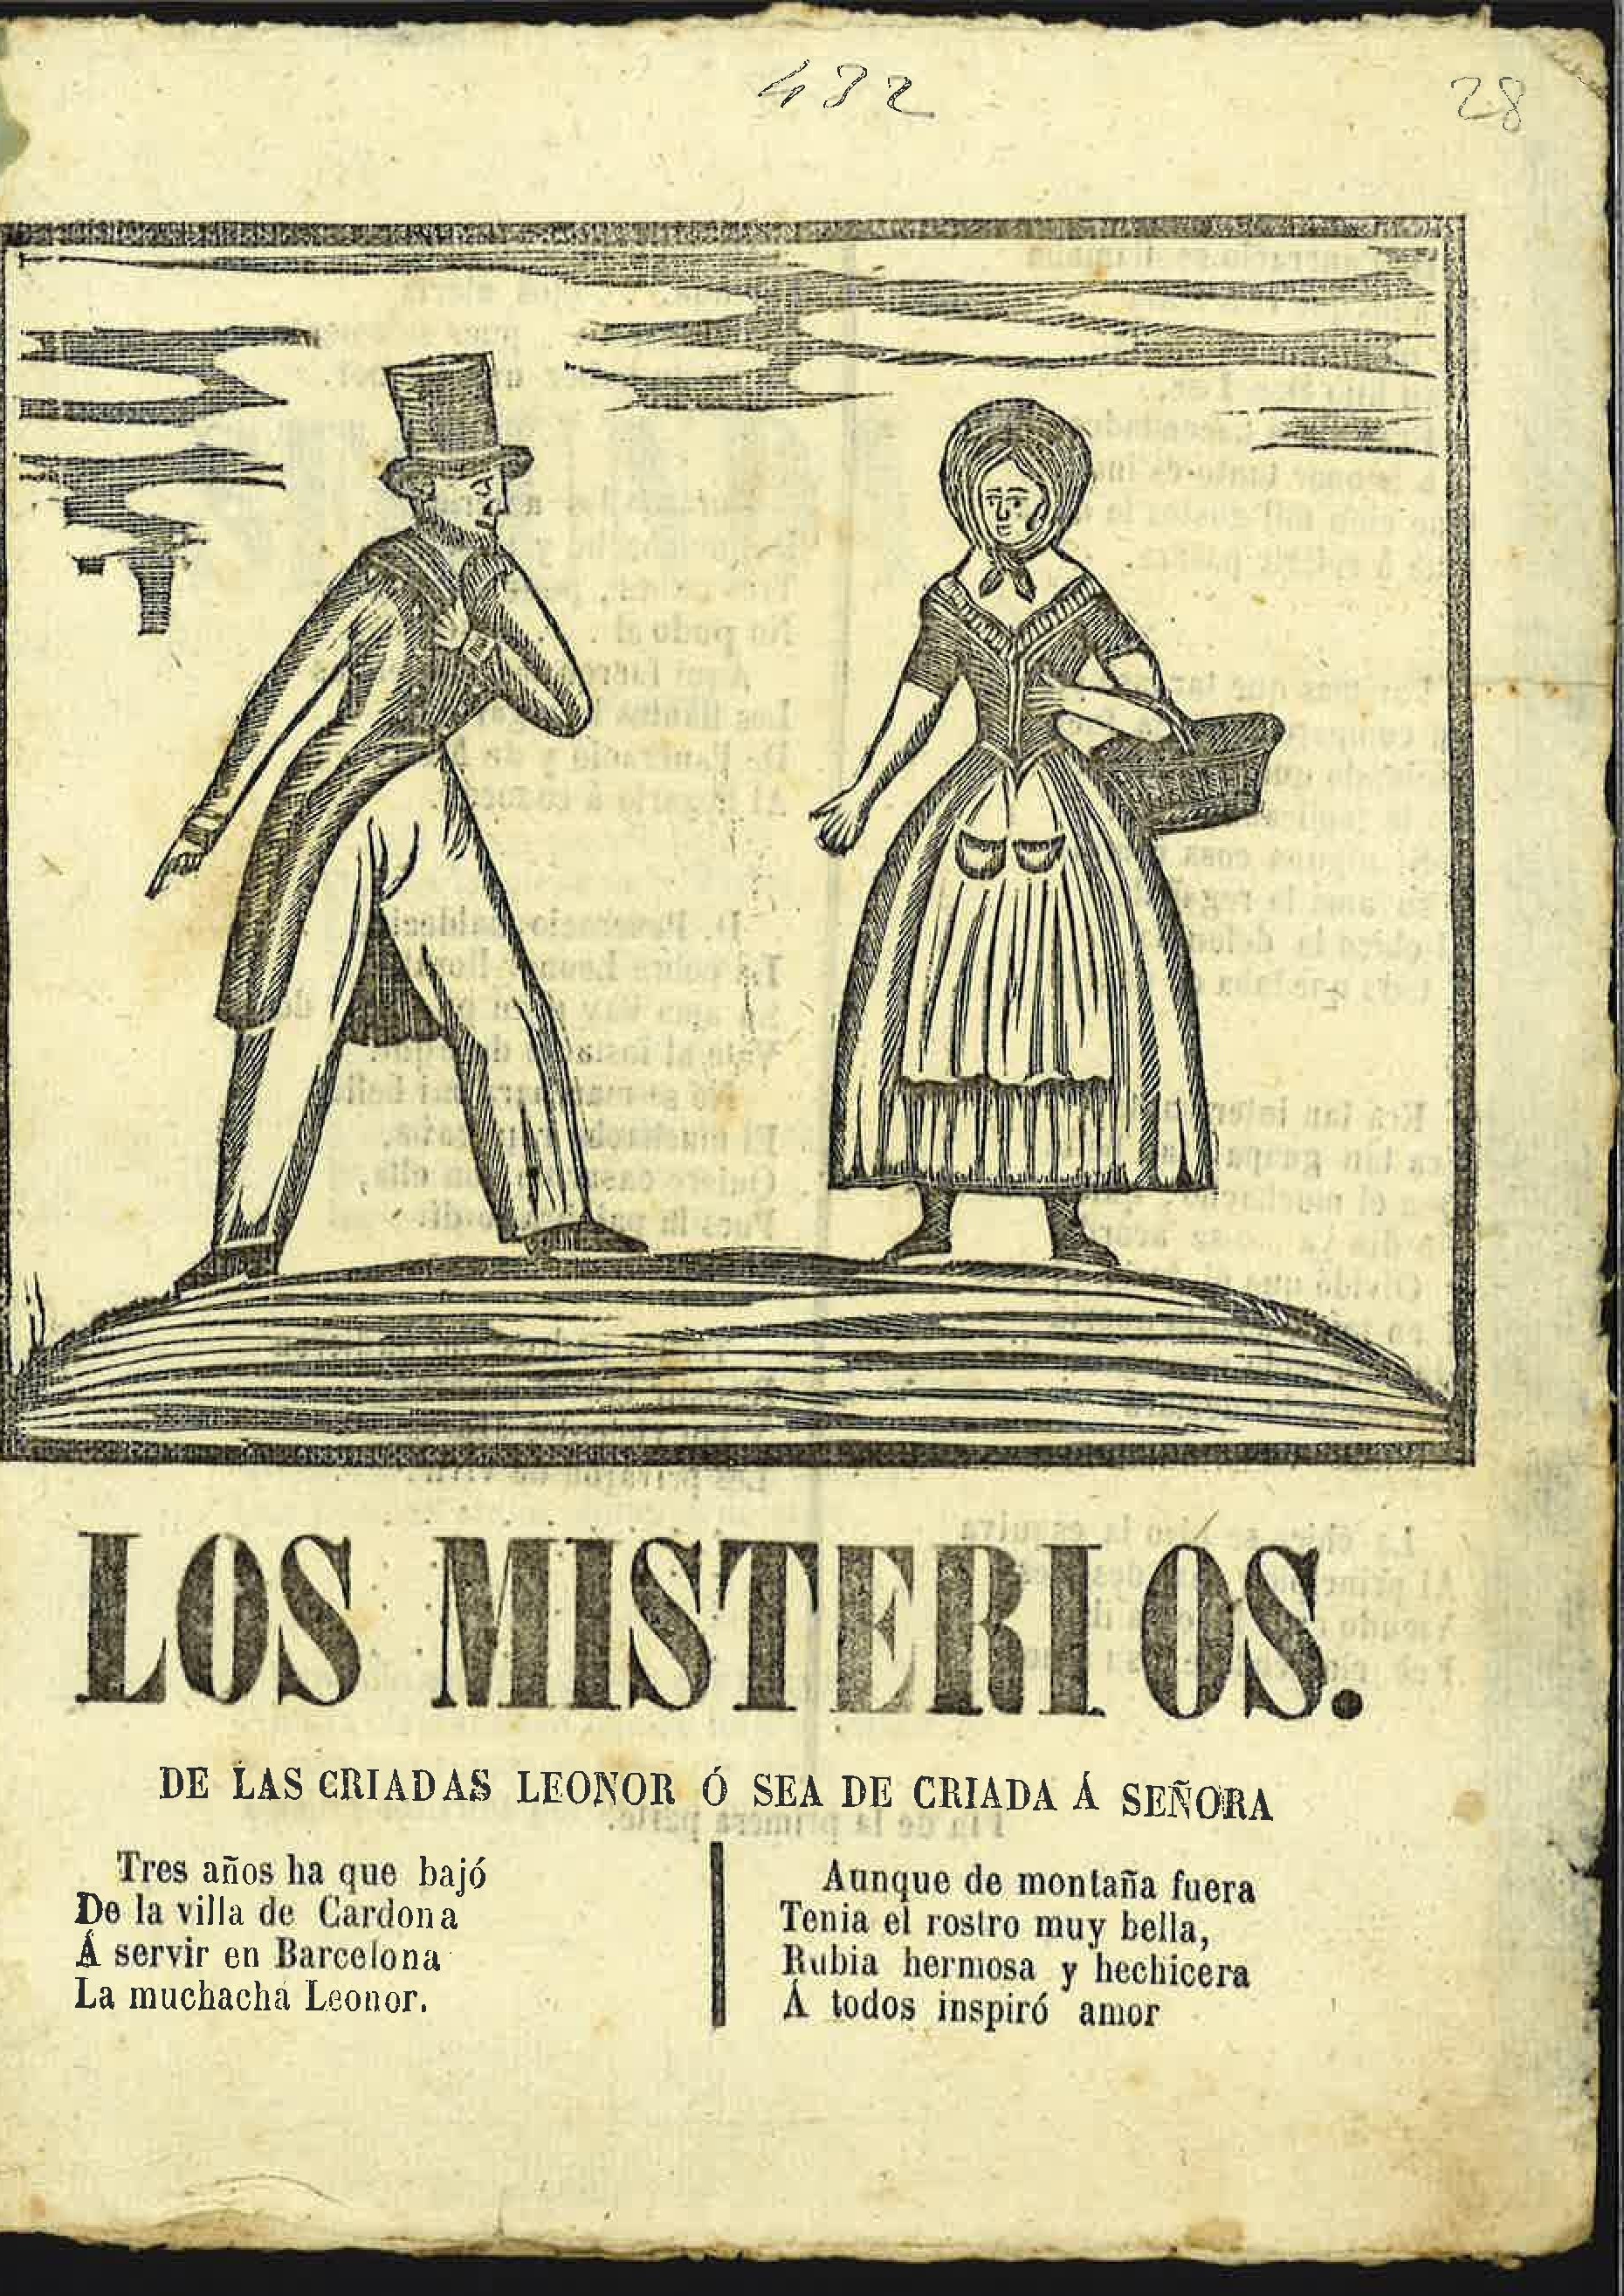 432
28
LOS MISTERIOS.
DE LAS CRIADAS LEONOR Ó SEA DE CRIADA Á SEÑORA
Tres años ha que bajó
De la villa de Cardona
Á servir en Barcelona
La muchacha Leonor.
Aunque de montaña fuera
Tenia el rostro muy bella,
Rubia hermosa y hechicera
Á todos inspiró amor